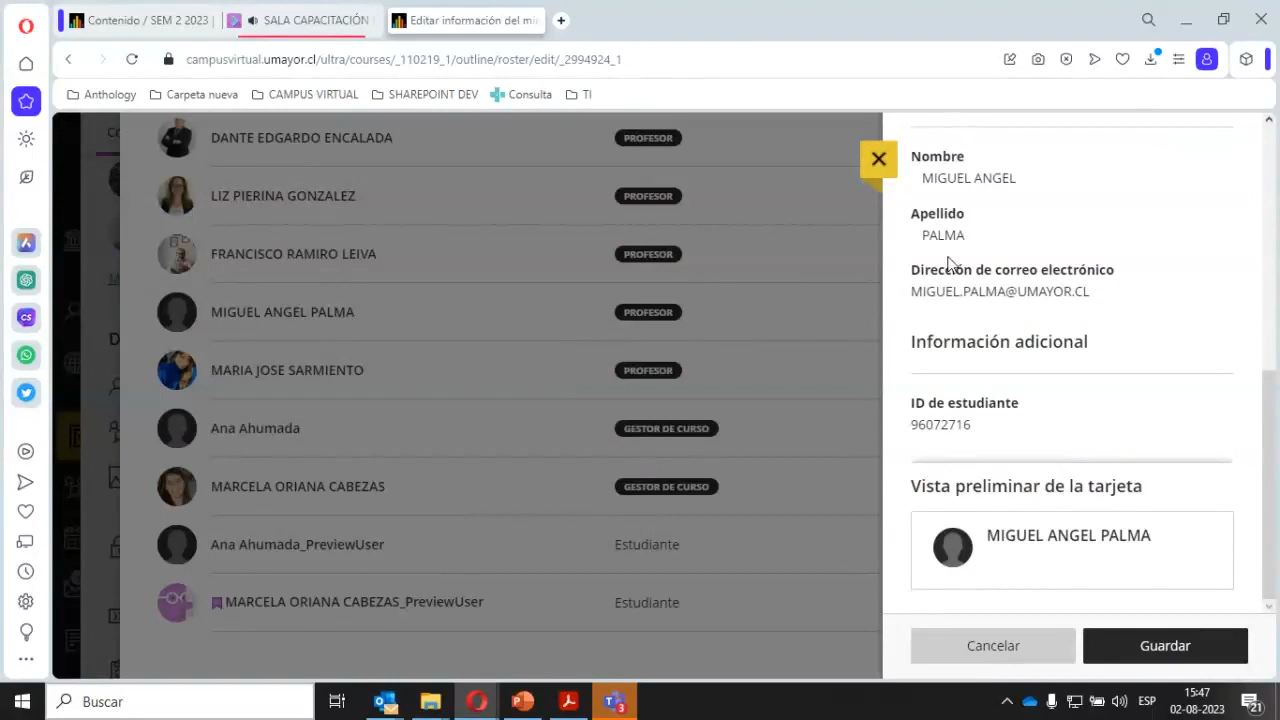 Contenido / SEM 2 2023 |
SALA CAPACITACIÓN
Editar información del mi
campusvirtual.umayor.cl/ultra/courses/_110219_1/outline/roster/edit/_2994924_1
Anthology
Carpeta nueva
CAMPUS VIRTUAL
SHAREPOINT DEV
Consulta
TI
DANTE EDGARDO ENCALADA
PROFESOR
LIZ PIERINA GONZALEZ
PROFESOR
FRANCISCO RAMIRO LEIVA
PROFESOR
MIGUEL ANGEL PALMA
PROFESOR
MARIA JOSE SARMIENTO
PROFESOR
Ana Ahumada
GESTOR DE CURSO
MARCELA ORIANA CABEZAS
GESTOR DE CURSO
Ana Ahumada_PreviewUser
Estudiante
MARCELA ORIANA CABEZAS_PreviewUser
Estudiante
Nombre
MIGUEL ANGEL
Apellido
PALMA
Dirección de correo electrónico
MIGUEL.PALMA@UMAYOR.CL
Información adicional
ID de estudiante
96072716
Vista preliminar de la tarjeta
MIGUEL ANGEL PALMA
Cancelar
Guardar
Buscar
ESP
15:47
02-08-2023
21